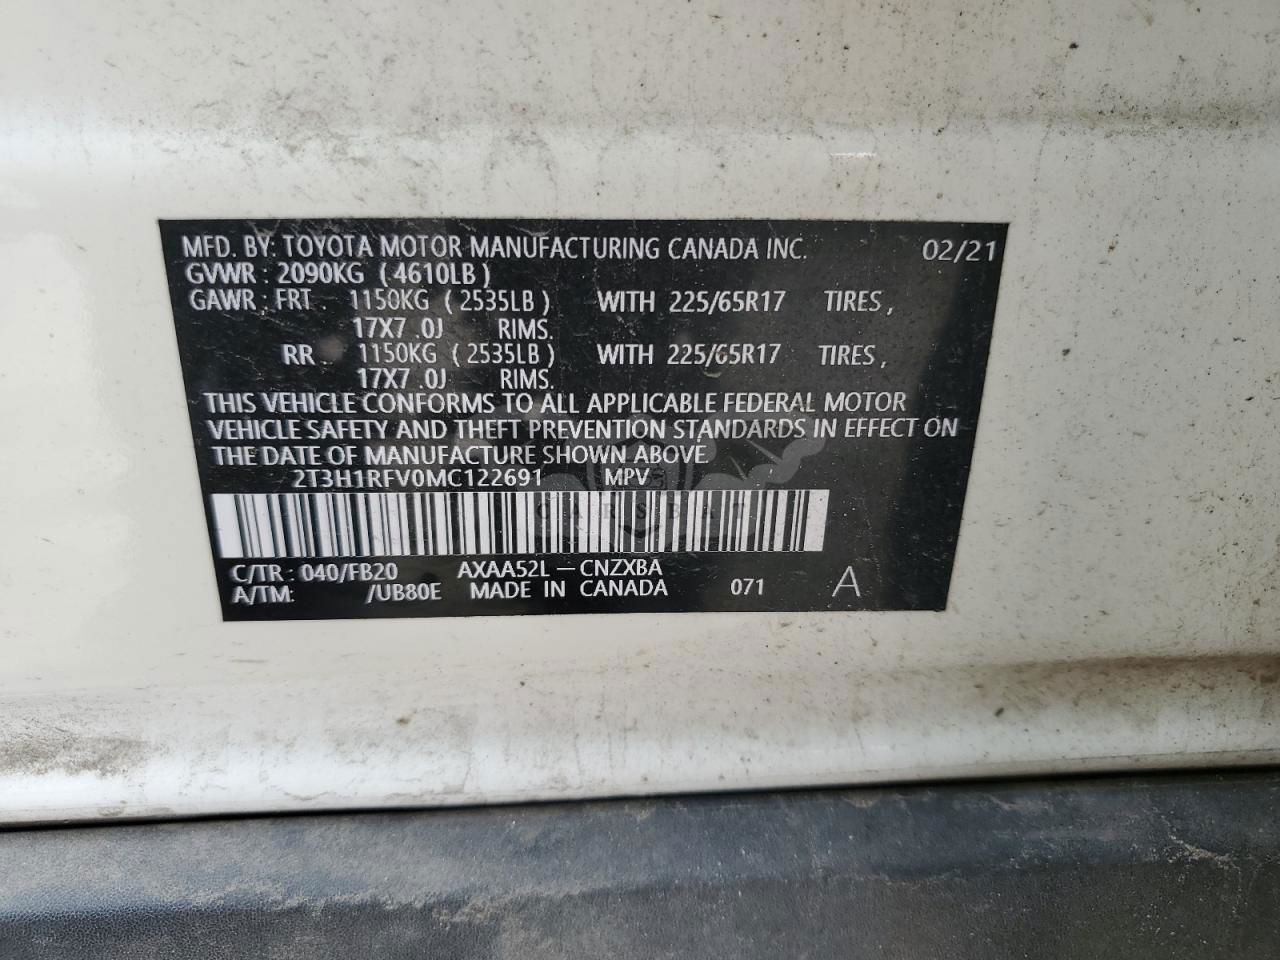 MFD. BY: TOYOTA MOTOR MANUFACTURING CANADA INC. 02/21
GVWR : 2090KG ( 4610LB )
GAWR : FRT. 1150KG ( 2535LB ) WITH 225/65R17 TIRES ,
17X7 .0J RIMS.
RR . 1150KG ( 2535LB ) WITH 225/65R17 TIRES ,
17X7 .0J RIMS.
THIS VEHICLE CONFORMS TO ALL APPLICABLE FEDERAL MOTOR
VEHICLE SAFETY AND THEFT PREVENTION STANDARDS IN EFFECT ON
THE DATE OF MANUFACTURE SHOWN ABOVE.
2T3H1RFV0MC122691 MPV
CARSBAT
C/TR : 040/FB20 AXAA52L – CNZXBA
A/TM: /UB80E MADE IN CANADA 071 A